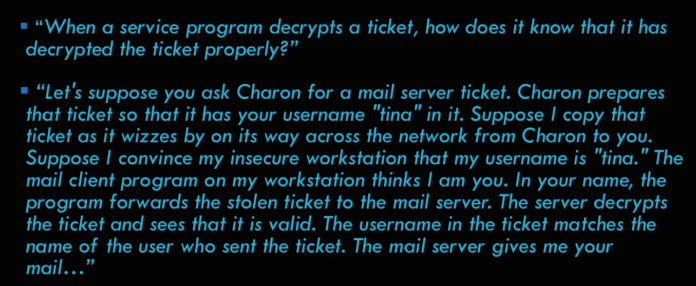 ▪ “When a service program decrypts a ticket, how does it know that it has
decrypted the ticket properly?”
▪ “Let's suppose you ask Charon for a mail server ticket. Charon prepares
that ticket so that it has your username "tina" in it. Suppose I copy that
ticket as it wizzes by on its way across the network from Charon to you.
Suppose I convince my insecure workstation that my username is "tina." The
mail client program on my workstation thinks I am you. In your name, the
program forwards the stolen ticket to the mail server. The server decrypts
the ticket and sees that it is valid. The username in the ticket matches the
name of the user who sent the ticket. The mail server gives me your
mail…”